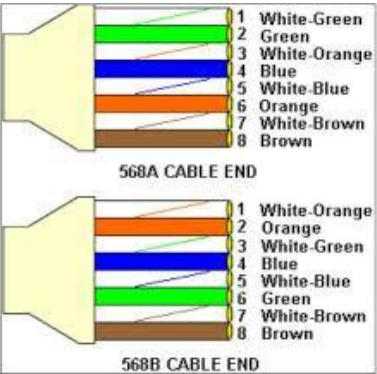 1 White-Green
2 Green
3 White-Orange
4 Blue
5 White-Blue
6 Orange
7 White-Brown
8 Brown
568A CABLE END
1 White-Orange
2 Orange
3 White-Green
4 Blue
5 White-Blue
6 Green
7 White-Brown
8 Brown
568B CABLE END